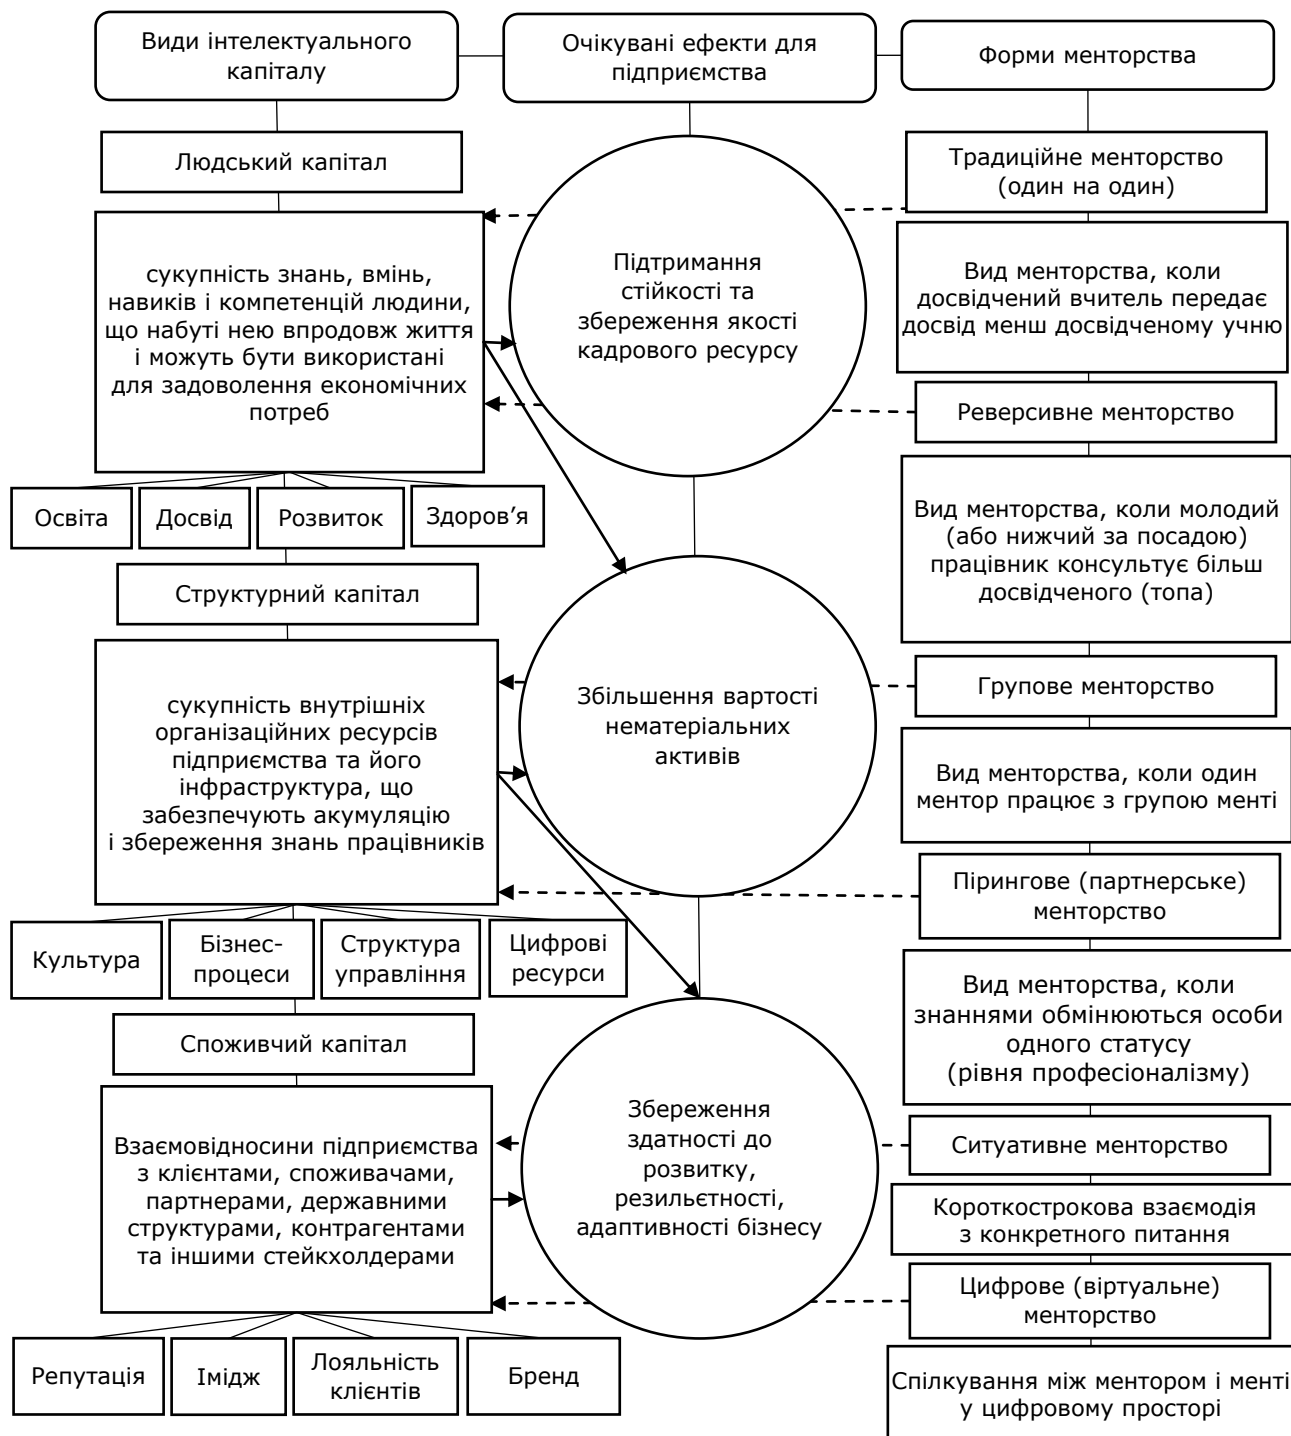 Види інтелектуального
капіталу
Очікувані ефекти для
підприємства
Форми менторства
Людський капітал
сукупність знань, вмінь,
навиків і компетенцій людини,
що набуті нею впродовж життя
і можуть бути використані
для задоволення економічних
потреб
Освіта
Досвід
Розвиток
Здоров’я
Структурний капітал
сукупність внутрішніх
організаційних ресурсів
підприємства та його
інфраструктура, що
забезпечують акумуляцію
і збереження знань працівників
Культура
Бізнес-
процеси
Структура
управління
Цифрові
ресурси
Споживчий капітал
Взаємовідносини підприємства
з клієнтами, споживачами,
партнерами, державними
структурами, контрагентами
та іншими стейкхолдерами
Репутація
Імідж
Лояльність
клієнтів
Бренд
Підтримання
стійкості та
збереження якості
кадрового ресурсу
Збільшення вартості
нематеріальних
активів
Збереження
здатності до
розвитку,
резильєтності,
адаптивності бізнесу
Традиційне менторство
(один на один)
Вид менторства, коли
досвідчений вчитель передає
досвід менш досвідченому учню
Реверсивне менторство
Вид менторства, коли молодий
(або нижчий за посадою)
працівник консультує більш
досвідченого (топа)
Групове менторство
Вид менторства, коли один
ментор працює з групою менті
Пірингове (партнерське)
менторство
Вид менторства, коли
знаннями обмінюються особи
одного статусу
(рівня професіоналізму)
Ситуативне менторство
Короткострокова взаємодія
з конкретного питання
Цифрове (віртуальне)
менторство
Спілкування між ментором і менті
у цифровому просторі